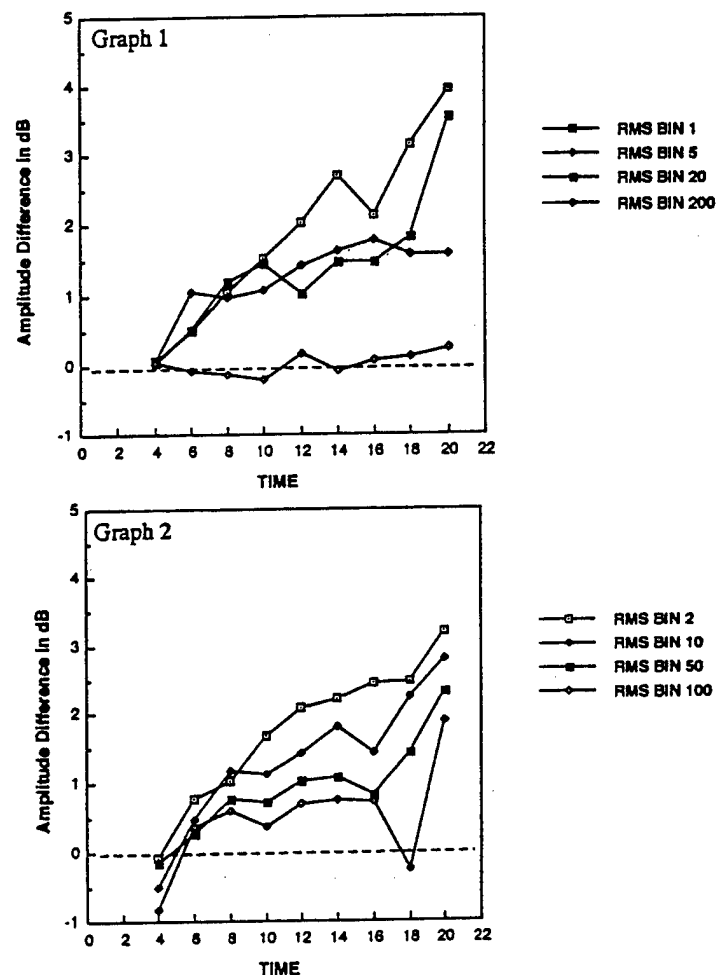 Graph 1
5
4
3
2
1
0
-1
Amplitude Difference in dB
0 2 4 6 8 10 12 14 16 18 20 22
TIME
RMS BIN 1
RMS BIN 5
RMS BIN 20
RMS BIN 200
Graph 2
5
4
3
2
1
0
-1
Amplitude Difference in dB
0 2 4 6 8 10 12 14 16 18 20 22
TIME
RMS BIN 2
RMS BIN 10
RMS BIN 50
RMS BIN 100